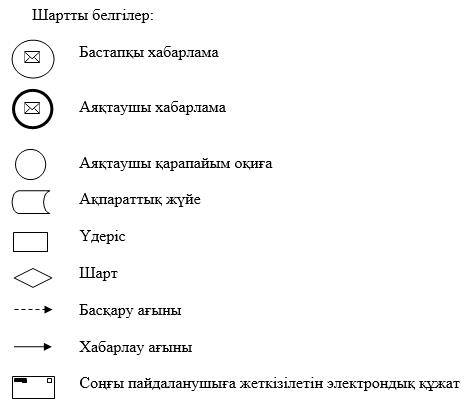 Шартты белгілер:
Бастапқы хабарлама
Аяқтаушы хабарлама
Аяқтаушы қарапайым оқиға
Ақпараттық жүйе
Үдеріс
Шарт
Басқару ағыны
Хабарлау ағыны
Соңғы пайдаланушыға жеткізілетін электрондық құжат